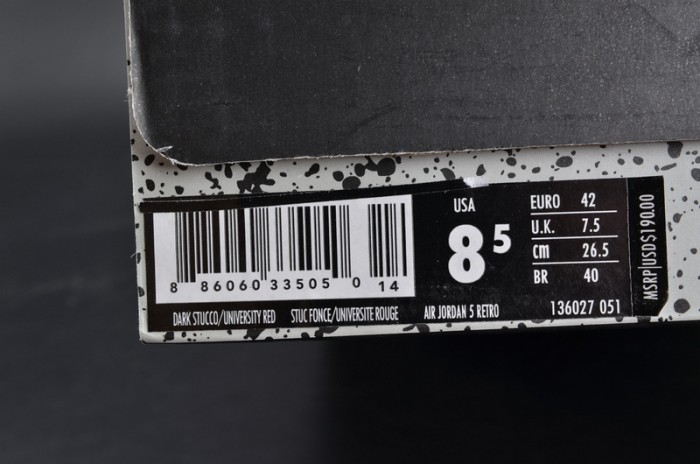 USA
8 5
EURO 42
U.K. 7.5
cm 26.5
BR 40
MSRP|USD$190.00
8 86060 33505 0 14
DARK STUCCO/UNIVERSITY RED STUC FONCE/UNIVERSITE ROUGE AIR JORDAN 5 RETRO 136027 051